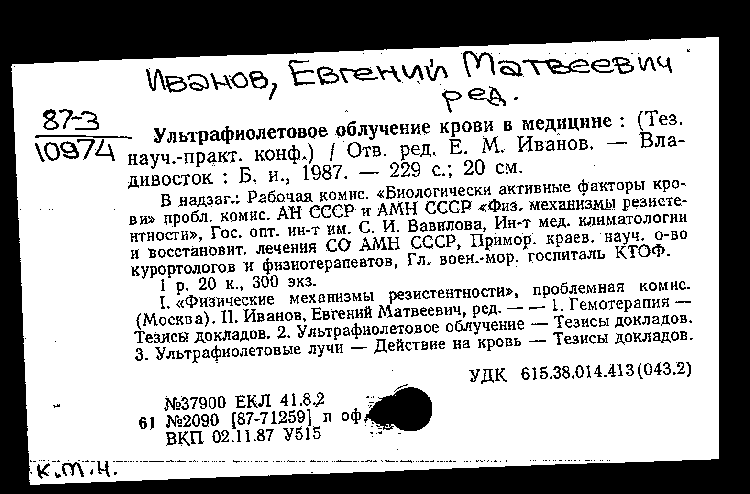 Иванов, Евгений Матвеевич
ред.
87-3
10974
Ультрафиолетовое облучение крови в медицине : (Тез.
науч.-практ. конф.) / Отв. ред. Е. М. Иванов. — Вла-
дивосток : Б. и., 1987. — 229 с.; 20 см.
В надзаг.: Рабочая комис. «Биологически активные факторы кро-
ви» пробл. комис. АН СССР и АМН СССР «Физ. механизмы резисте-
нтности», Гос. опт. ин-т им. С. И. Вавилова, Ин-т мед. климатологии
и восстановит. лечения СО АМН СССР, Примор. краев. науч. о-во
курортологов и физиотерапевтов, Гл. воен.-мор. госпиталь КТОФ.
1 р. 20 к., 300 экз.
I. «Физические механизмы резистентности», проблемная комис.
(Москва). II. Иванов, Евгений Матвеевич, ред. — — 1. Гемотерапия —
Тезисы докладов. 2. Ультрафиолетовое облучение — Тезисы докладов.
3. Ультрафиолетовые лучи — Действие на кровь — Тезисы докладов.
УДК 615.38.014.413(043.2)
№37900 ЕКЛ 41.8.2
61 №2090 [87-71259] п оф
ВКП 02.11.87 У515
к.т.н.